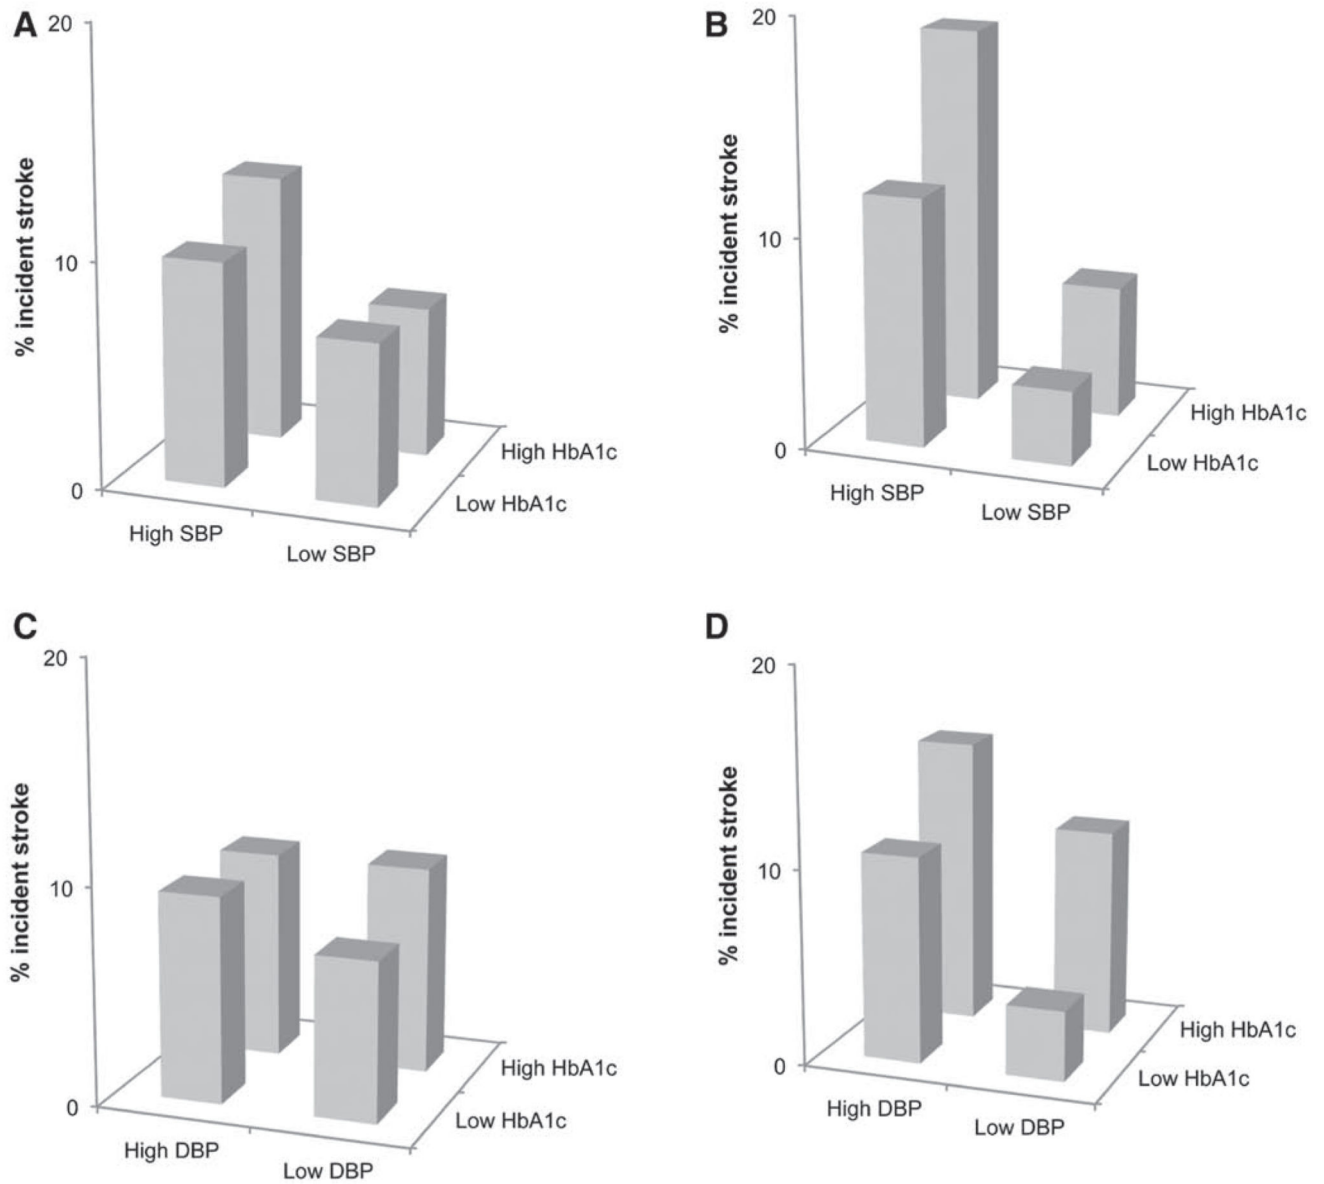 A
20
10
0
% incident stroke
High SBP
Low SBP
High HbA1c
Low HbA1c
B
20
10
0
% incident stroke
High SBP
Low SBP
High HbA1c
Low HbA1c
C
20
10
0
% incident stroke
High DBP
Low DBP
High HbA1c
Low HbA1c
D
20
10
0
% incident stroke
High DBP
Low DBP
High HbA1c
Low HbA1c